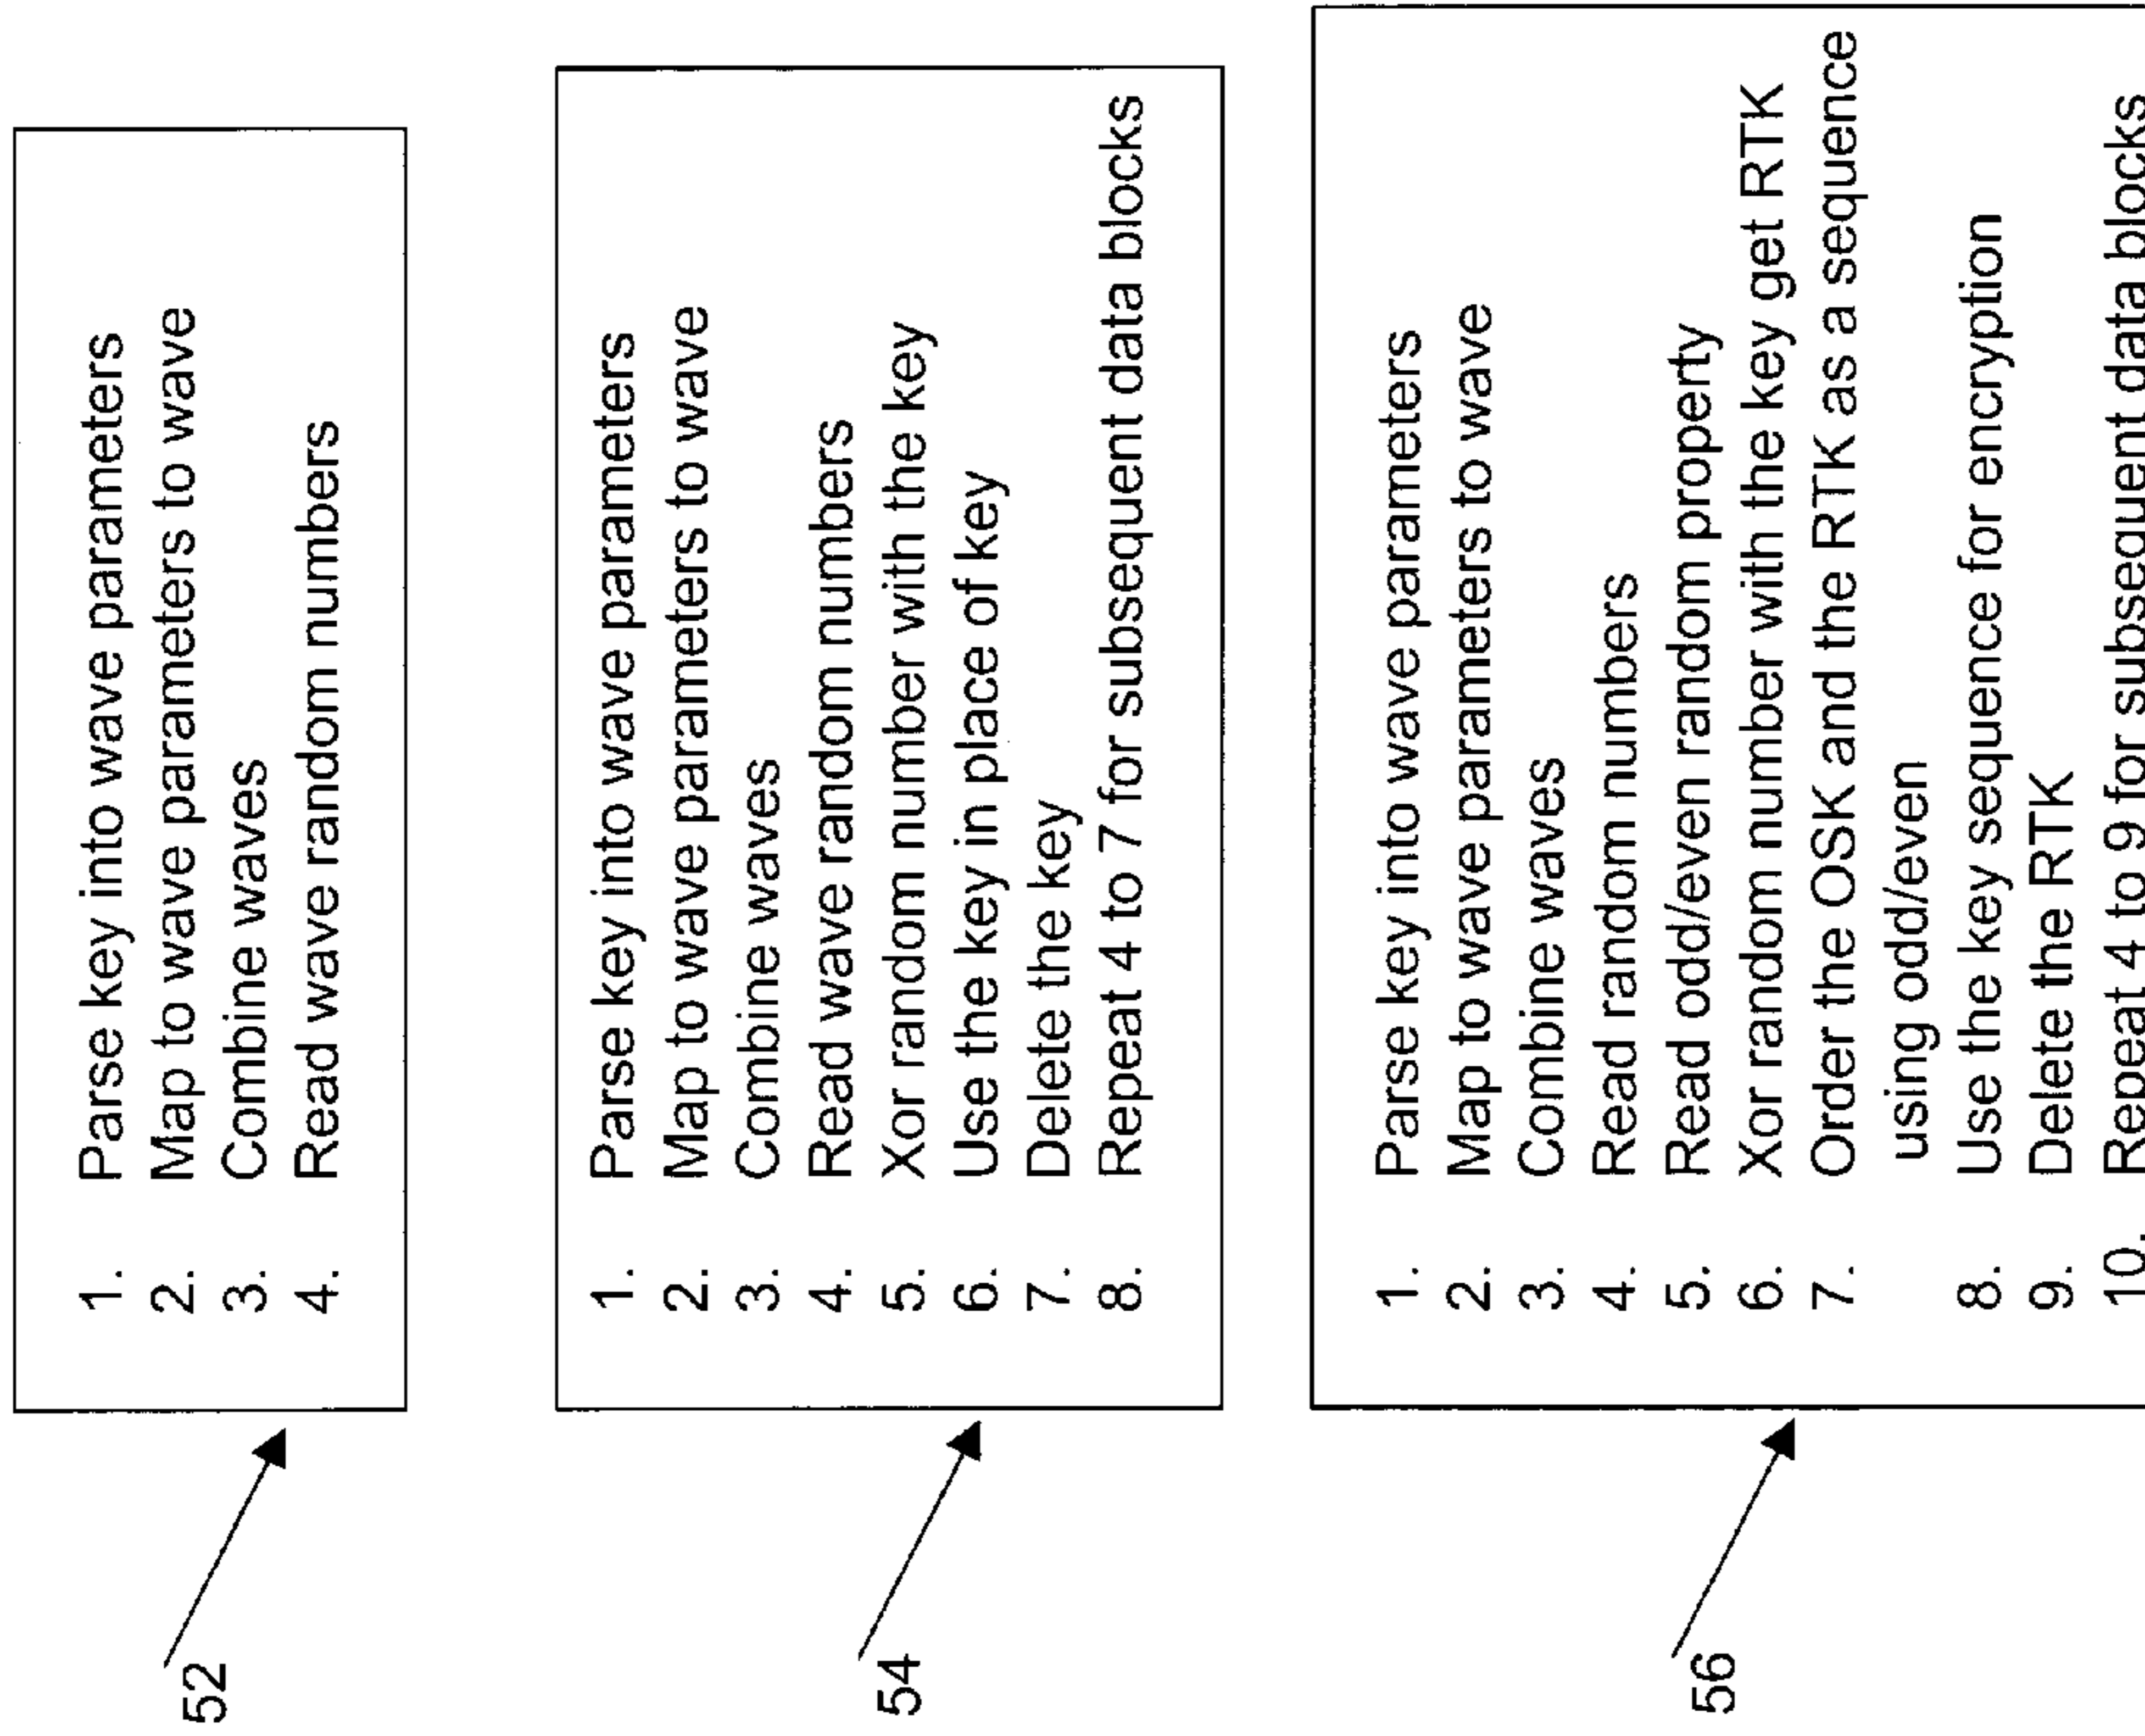 52
1. Parse key into wave parameters
2. Map to wave parameters to wave
3. Combine waves
4. Read wave random numbers
54
1. Parse key into wave parameters
2. Map to wave parameters to wave
3. Combine waves
4. Read wave random numbers
5. Xor random number with the key
6. Use the key in place of key
7. Delete the key
8. Repeat 4 to 7 for subsequent data blocks
56
1. Parse key into wave parameters
2. Map to wave parameters to wave
3. Combine waves
4. Read random numbers
5. Read odd/even random property
6. Xor random number with the key get RTK
7. Order the OSK and the RTK as a sequence
using odd/even
8. Use the key sequence for encryption
9. Delete the RTK
10. Repeat 4 to 9 for subsequent data blocks